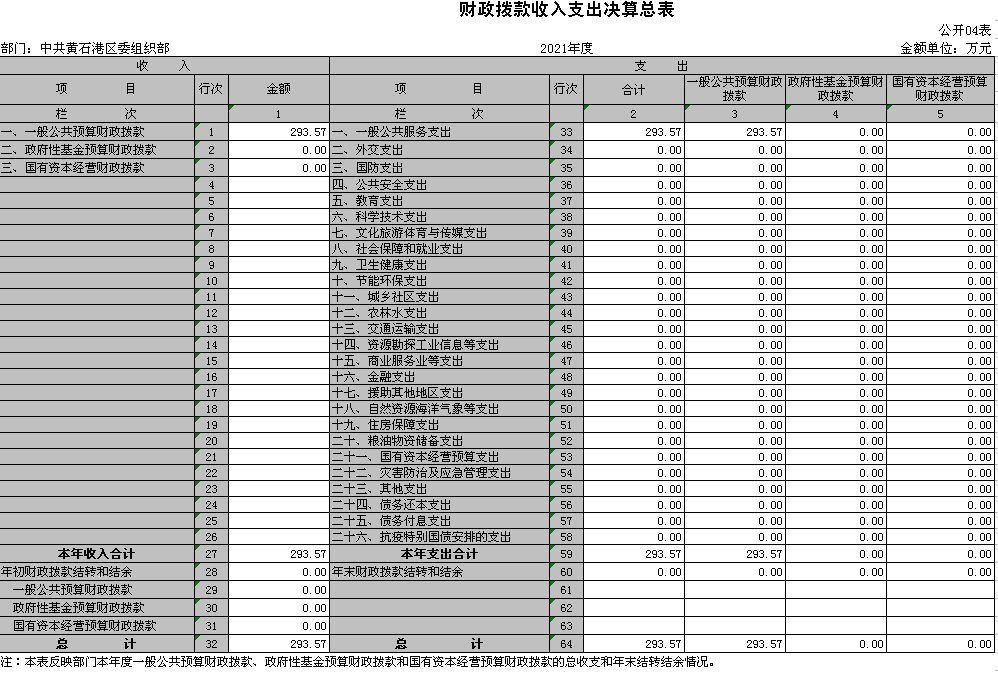 财政拨款收入支出决算总表
公开04表
部门：中共黄石港区委组织部 2021年度 金额单位：万元
收 入 支 出
项 目 行次 金额 项 目 行次 合计 一般公共预算财政拨款 政府性基金预算财政拨款 国有资本经营预算财政拨款
栏 次 1 栏 次 2 3 4 5
一、一般公共预算财政拨款 1 293.57 一、一般公共服务支出 33 293.57 293.57 0.00 0.00
二、政府性基金预算财政拨款 2 0.00 二、外交支出 34 0.00 0.00 0.00 0.00
三、国有资本经营财政拨款 3 0.00 三、国防支出 35 0.00 0.00 0.00 0.00
4 四、公共安全支出 36 0.00 0.00 0.00 0.00
5 五、教育支出 37 0.00 0.00 0.00 0.00
6 六、科学技术支出 38 0.00 0.00 0.00 0.00
7 七、文化旅游体育与传媒支出 39 0.00 0.00 0.00 0.00
8 八、社会保障和就业支出 40 0.00 0.00 0.00 0.00
9 九、卫生健康支出 41 0.00 0.00 0.00 0.00
10 十、节能环保支出 42 0.00 0.00 0.00 0.00
11 十一、城乡社区支出 43 0.00 0.00 0.00 0.00
12 十二、农林水支出 44 0.00 0.00 0.00 0.00
13 十三、交通运输支出 45 0.00 0.00 0.00 0.00
14 十四、资源勘探工业信息等支出 46 0.00 0.00 0.00 0.00
15 十五、商业服务业等支出 47 0.00 0.00 0.00 0.00
16 十六、金融支出 48 0.00 0.00 0.00 0.00
17 十七、援助其他地区支出 49 0.00 0.00 0.00 0.00
18 十八、自然资源海洋气象等支出 50 0.00 0.00 0.00 0.00
19 十九、住房保障支出 51 0.00 0.00 0.00 0.00
20 二十、粮油物资储备支出 52 0.00 0.00 0.00 0.00
21 二十一、国有资本经营预算支出 53 0.00 0.00 0.00 0.00
22 二十二、灾害防治及应急管理支出 54 0.00 0.00 0.00 0.00
23 二十三、其他支出 55 0.00 0.00 0.00 0.00
24 二十四、债务还本支出 56 0.00 0.00 0.00 0.00
25 二十五、债务付息支出 57 0.00 0.00 0.00 0.00
26 二十六、抗疫特别国债安排的支出 58 0.00 0.00 0.00 0.00
本年收入合计 27 293.57 本年支出合计 59 293.57 293.57 0.00 0.00
年初财政拨款结转和结余 28 0.00 年末财政拨款结转和结余 60 0.00 0.00 0.00 0.00
一般公共预算财政拨款 29 0.00 61
政府性基金预算财政拨款 30 0.00 62
国有资本经营预算财政拨款 31 0.00 63
总 计 32 293.57 总 计 64 293.57 293.57 0.00 0.00
注：本表反映部门本年度一般公共预算财政拨款、政府性基金预算财政拨款和国有资本经营预算财政拨款的总收支和年末结转结余情况。